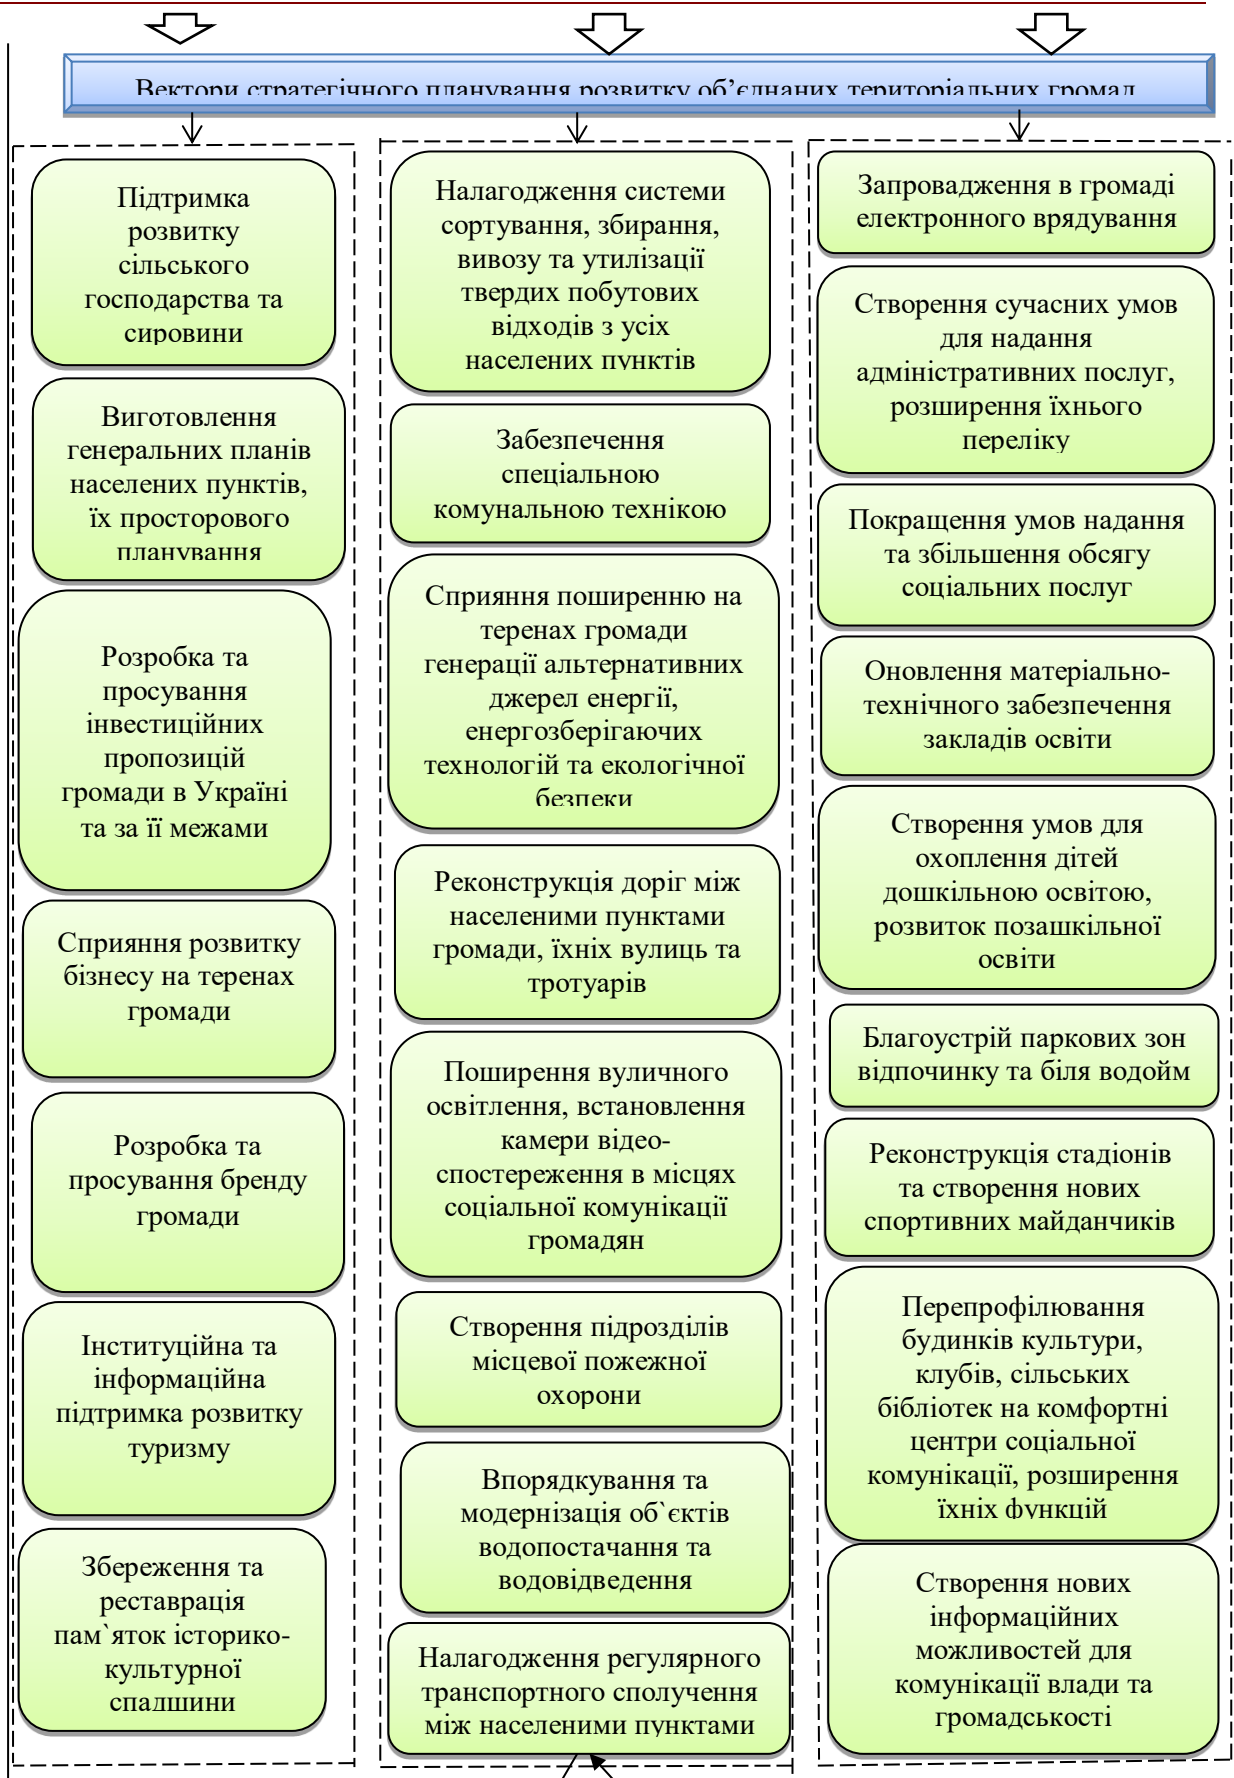 Вектори стратегічного планування розвитку об’єднаних територіальних громад
Підтримка
розвитку
сільського
господарства та
сировини
Виготовлення
генеральних планів
населених пунктів,
їх просторового
планування
Розробка та
просування
інвестиційних
пропозицій
громади в Україні
та за її межами
Сприяння розвитку
бізнесу на теренах
громади
Розробка та
просування бренду
громади
Інституційна та
інформаційна
підтримка розвитку
туризму
Збереження та
реставрація
пам`яток історико-
культурної
спадщини
Налагодження системи
сортування, збирання,
вивозу та утилізації
твердих побутових
відходів з усіх
населених пунктів
Забезпечення
спеціальною
комунальною технікою
Сприяння поширенню на
теренах громади
генерації альтернативних
джерел енергії,
енергозберігаючих
технологій та екологічної
безпеки
Реконструкція доріг між
населеними пунктами
громади, їхніх вулиць та
тротуарів
Поширення вуличного
освітлення, встановлення
камери відео-
спостереження в місцях
соціальної комунікації
громадян
Створення підрозділів
місцевої пожежної
охорони
Впорядкування та
модернізація об`єктів
водопостачання та
водовідведення
Налагодження регулярного
транспортного сполучення
між населеними пунктами
Запровадження в громаді
електронного врядування
Створення сучасних умов
для надання
адміністративних послуг,
розширення їхнього
переліку
Покращення умов надання
та збільшення обсягу
соціальних послуг
Оновлення матеріально-
технічного забезпечення
закладів освіти
Створення умов для
охоплення дітей
дошкільною освітою,
розвиток позашкільної
освіти
Благоустрій паркових зон
відпочинку та біля водойм
Реконструкція стадіонів
та створення нових
спортивних майданчиків
Перепрофілювання
будинків культури,
клубів, сільських
бібліотек на комфортні
центри соціальної
комунікації, розширення
їхніх функцій
Створення нових
інформаційних
можливостей для
комунікації влади та
громадськості